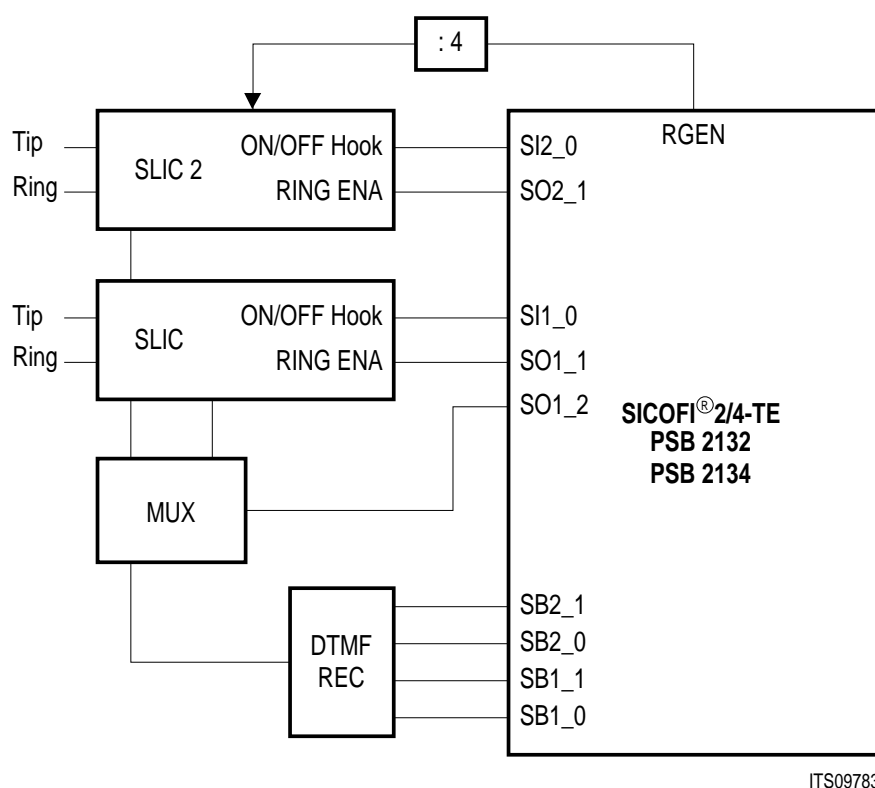 : 4
RGEN
Tip
Ring
SLIC 2
ON/OFF Hook
RING ENA
SI2_0
SO2_1
Tip
Ring
SLIC
ON/OFF Hook
RING ENA
SI1_0
SO1_1
SO1_2
SICOFI®2/4-TE
PSB 2132
PSB 2134
MUX
DTMF
REC
SB2_1
SB2_0
SB1_1
SB1_0
ITS09783